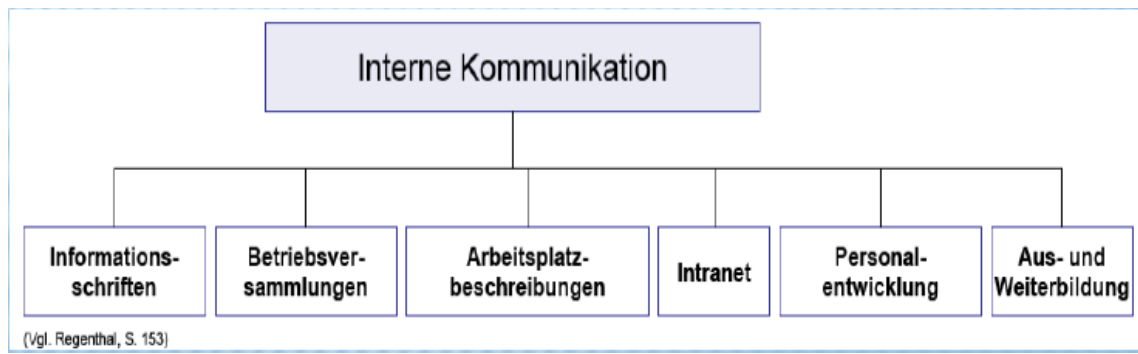 Interne Kommunikation
Informations-
schriften
Betriebsver-
sammlungen
Arbeitsplatz-
beschreibungen
Intranet
Personal-
entwicklung
Aus- und
Weiterbildung
(Vgl. Regenthal, S. 153)